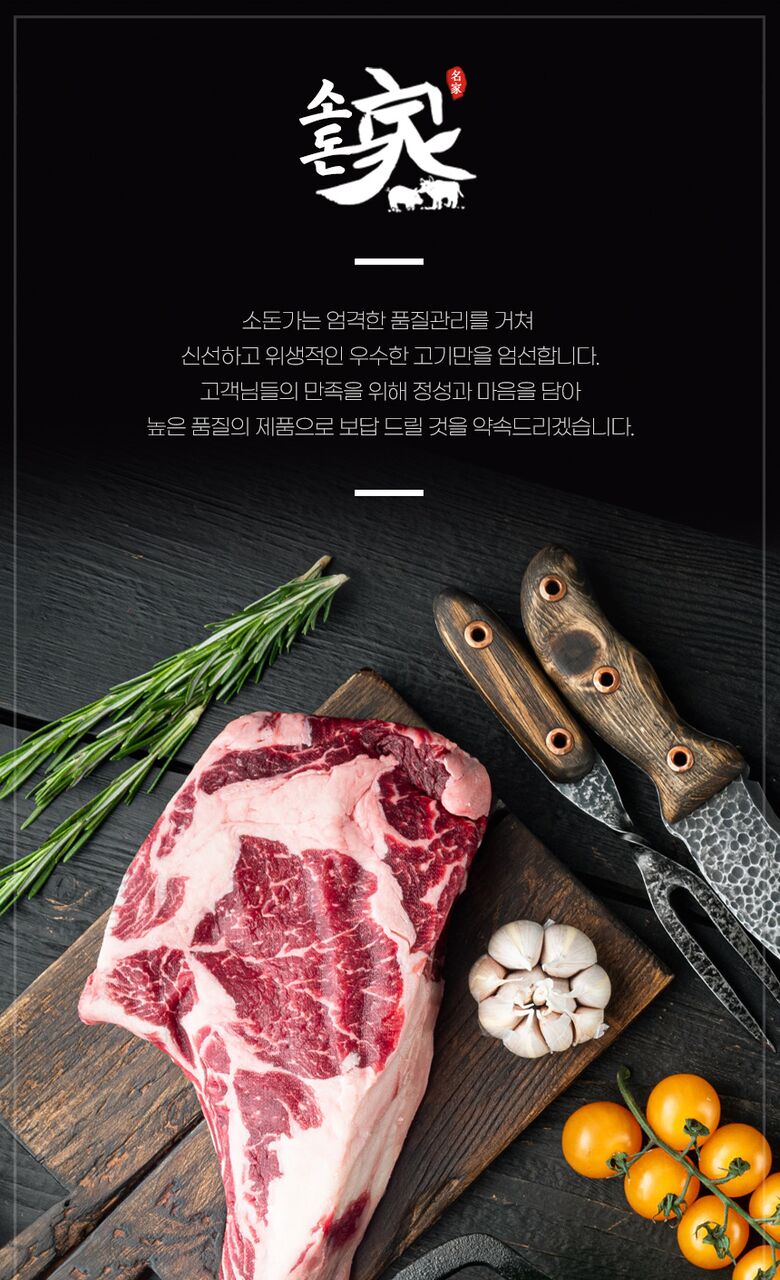 소돈
家
名家
소돈가는 엄격한 품질관리를 거쳐
신선하고 위생적인 우수한 고기만을 엄선합니다.
고객님들의 만족을 위해 정성과 마음을 담아
높은 품질의 제품으로 보답 드릴 것을 약속드리겠습니다.